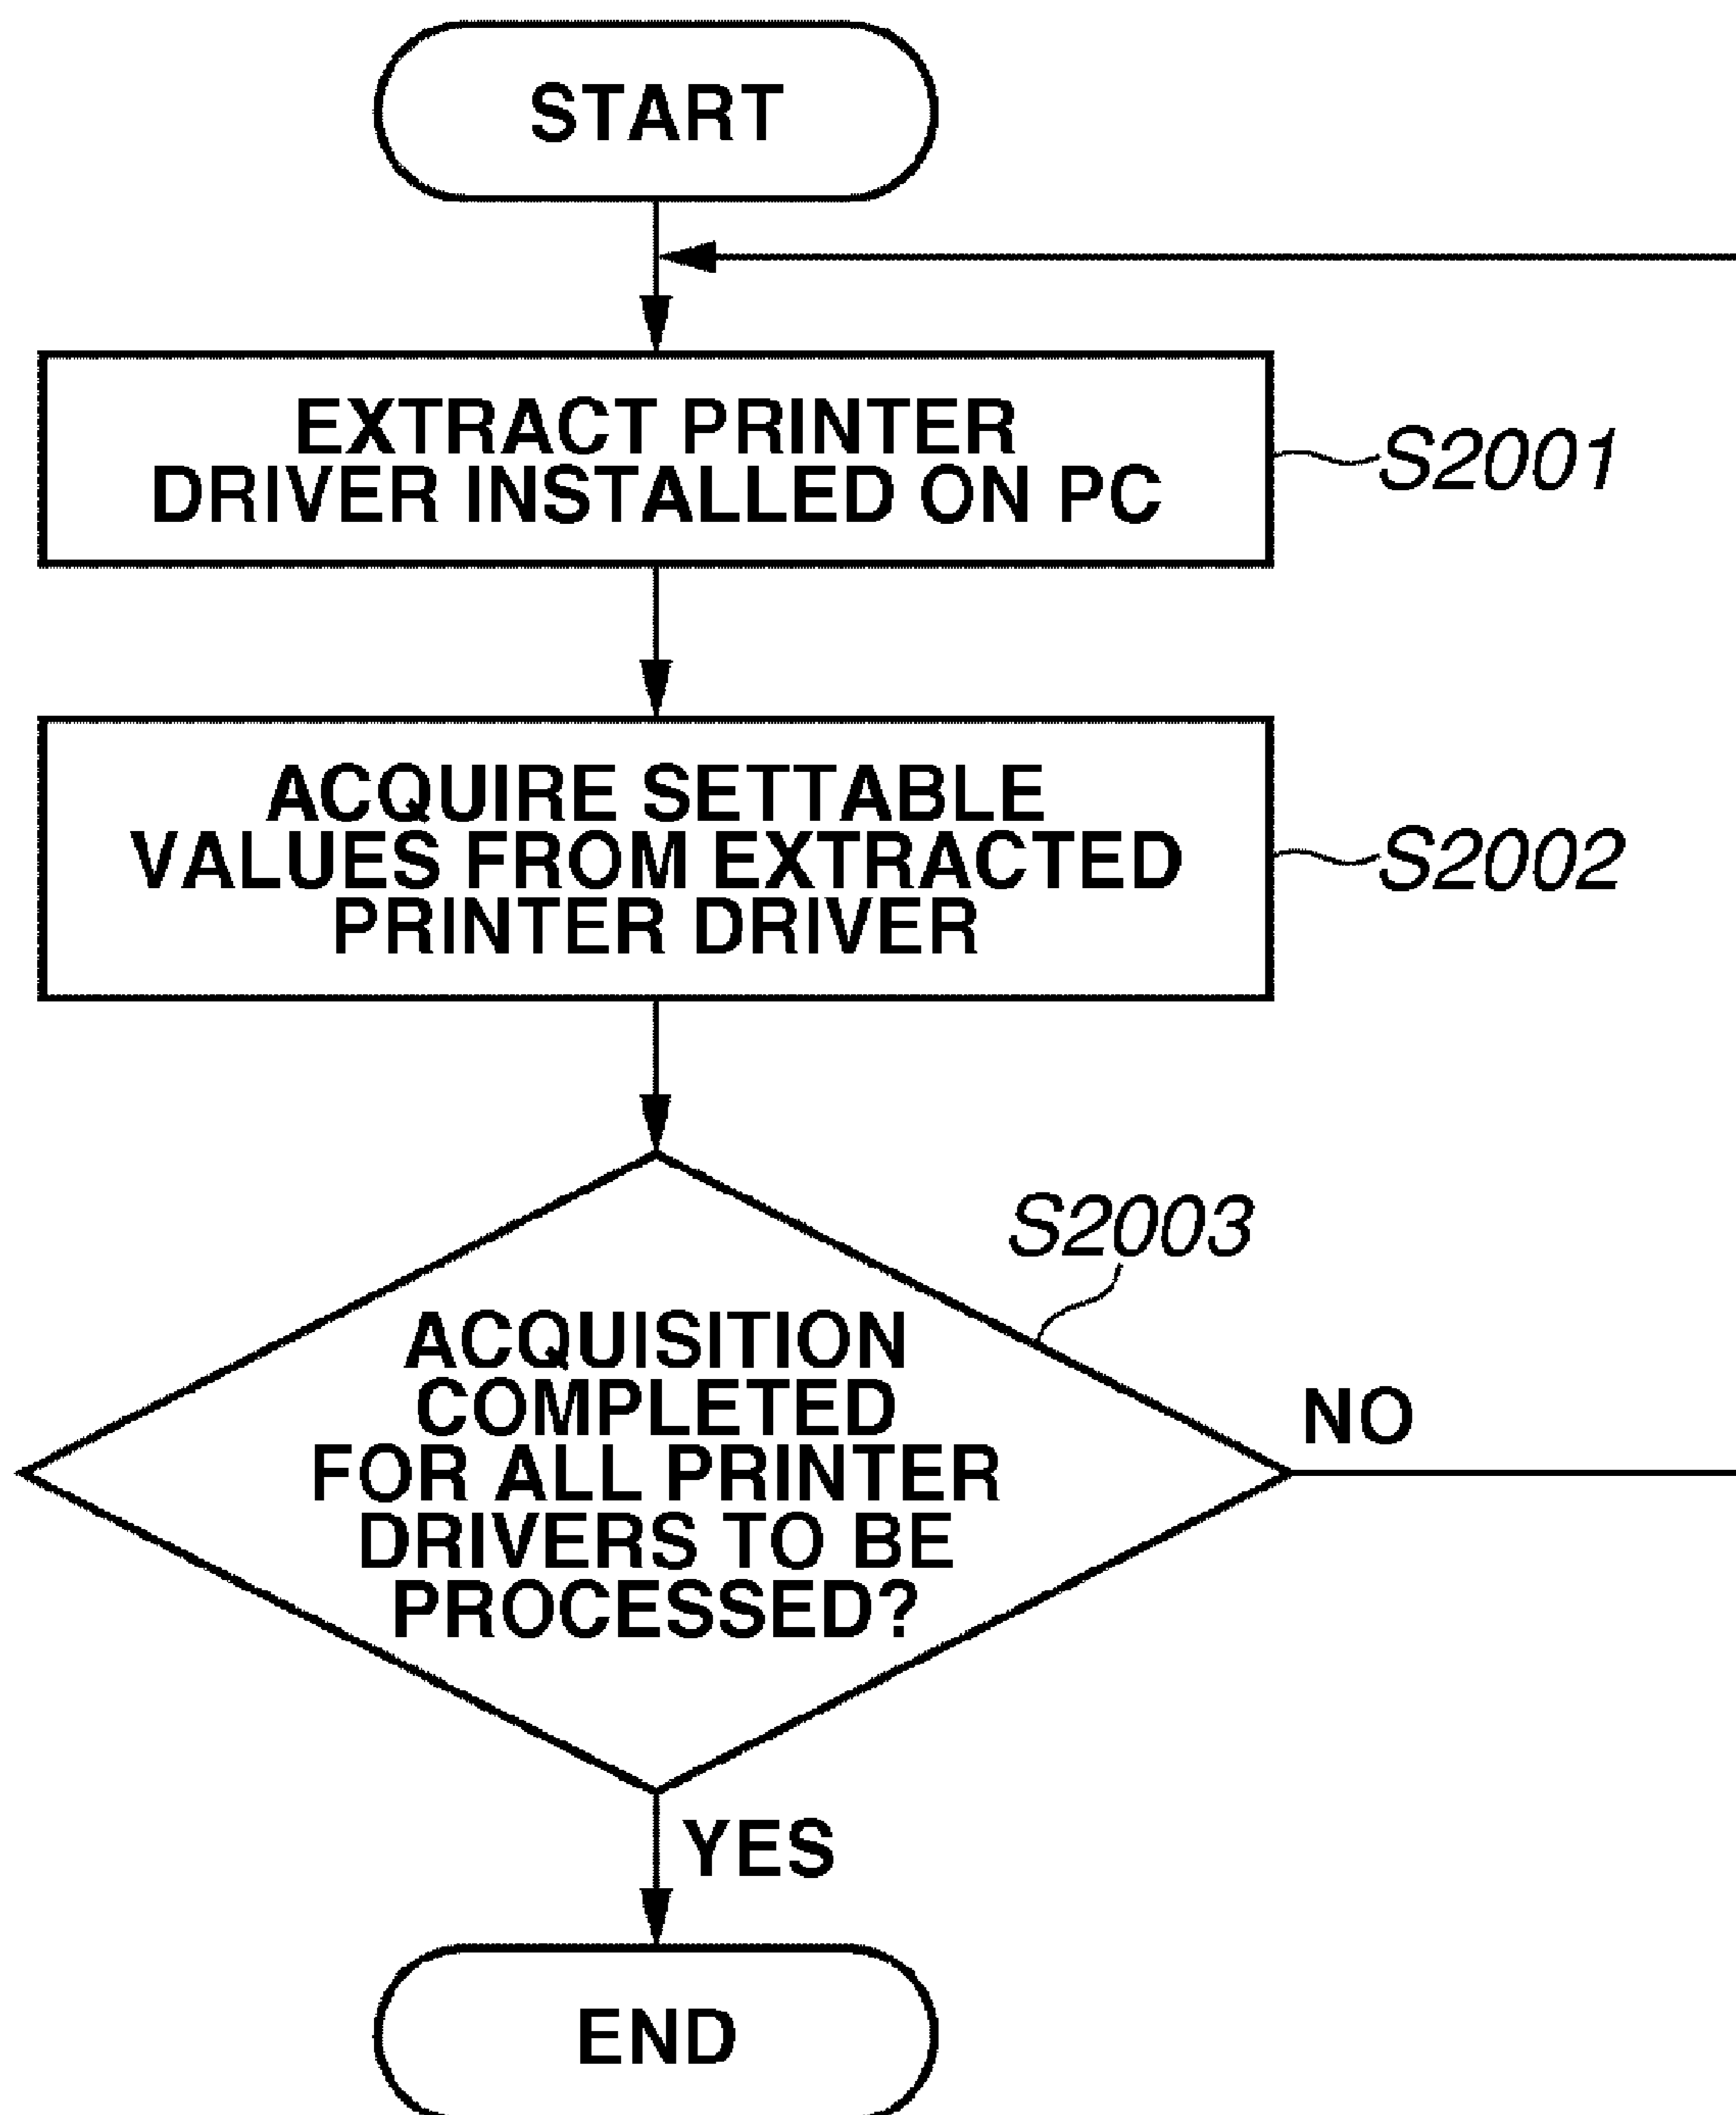 START
EXTRACT PRINTER
DRIVER INSTALLED ON PC
S2001
ACQUIRE SETTABLE
VALUES FROM EXTRACTED
PRINTER DRIVER
S2002
S2003
ACQUISITION
COMPLETED
FOR ALL PRINTER
DRIVERS TO BE
PROCESSED?
NO
YES
END